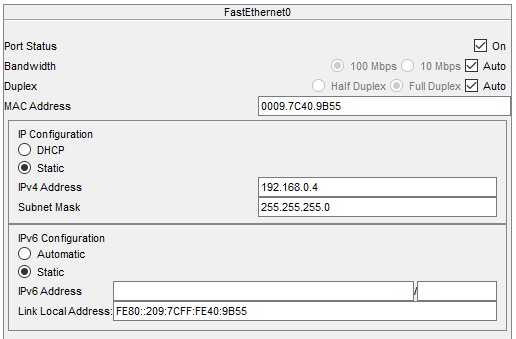 FastEthernet0
Port Status On
Bandwidth 100 Mbps 10 Mbps Auto
Duplex Half Duplex Full Duplex Auto
MAC Address 0009.7C40.9B55
IP Configuration
DHCP
Static
IPv4 Address 192.168.0.4
Subnet Mask 255.255.255.0
IPv6 Configuration
Automatic
Static
IPv6 Address /
Link Local Address: FE80::209:7CFF:FE40:9B55